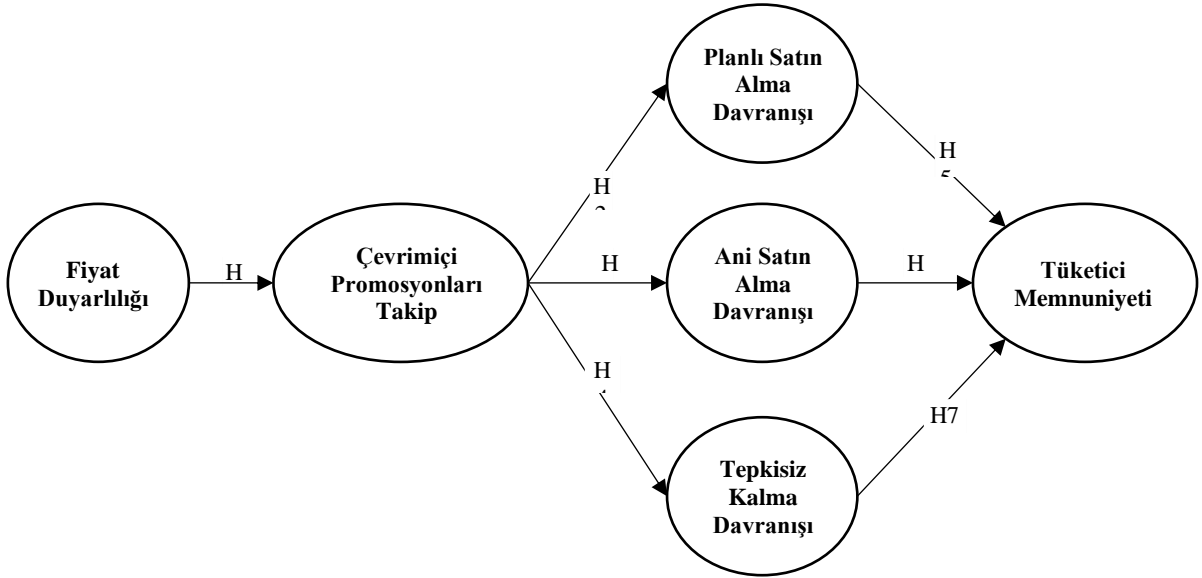 Fiyat
Duyarlılığı
H
Çevrimiçi
Promosyonları
Takip
H
H
H
Planlı Satın
Alma
Davranışı
Ani Satın
Alma
Davranışı
Tepkisiz
Kalma
Davranışı
H
H
H7
Tüketici
Memnuniyeti